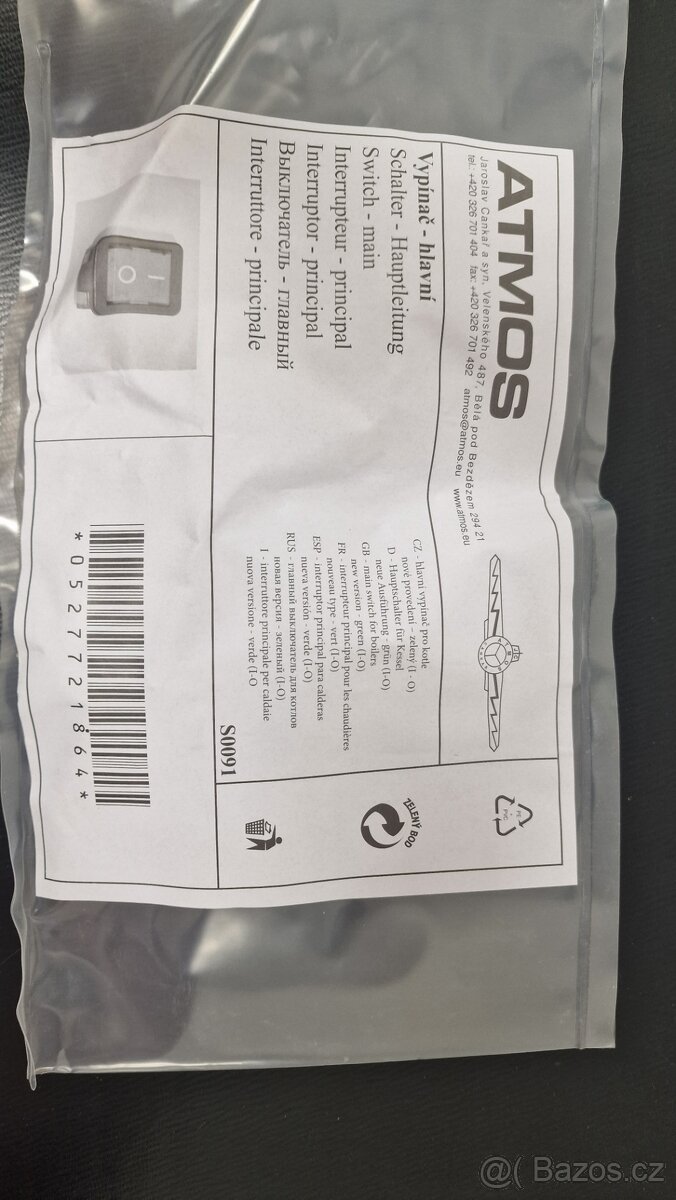 ATMOS
Jaroslav Cankař a syn, Velenského 487, Bělá pod Bezdězem 294 21
tel.: +420 326 701 404 fax: +420 326 701 492 atmos@atmos.eu www.atmos.eu
Vypínač - hlavní
Schalter - Hauptleitung
Switch - main
Interrupteur - principal
Interruptor - principal
Выключатель - главный
Interruttore - principale
CZ - hlavní vypínač pro kotle
nové provedení – zelený (I - O)
D - Hauptschalter für Kessel
neue Ausführung - grün (I-O)
GB - main switch for boilers
new version - green (I-O)
FR - interrupteur principal pour les chaudières
nouveau type - vert (I-O)
ESP - interruptor principal para calderas
nueva versión - verde (I-O)
RUS - главный выключатель для котлов
новая версия - зеленый (I-O)
I - interruttore principale per caldaie
nuova versione - verde (I-O
S0091
PE
PVC
ZELENÝ BOD
*0527721864*
@( Bazos.cz